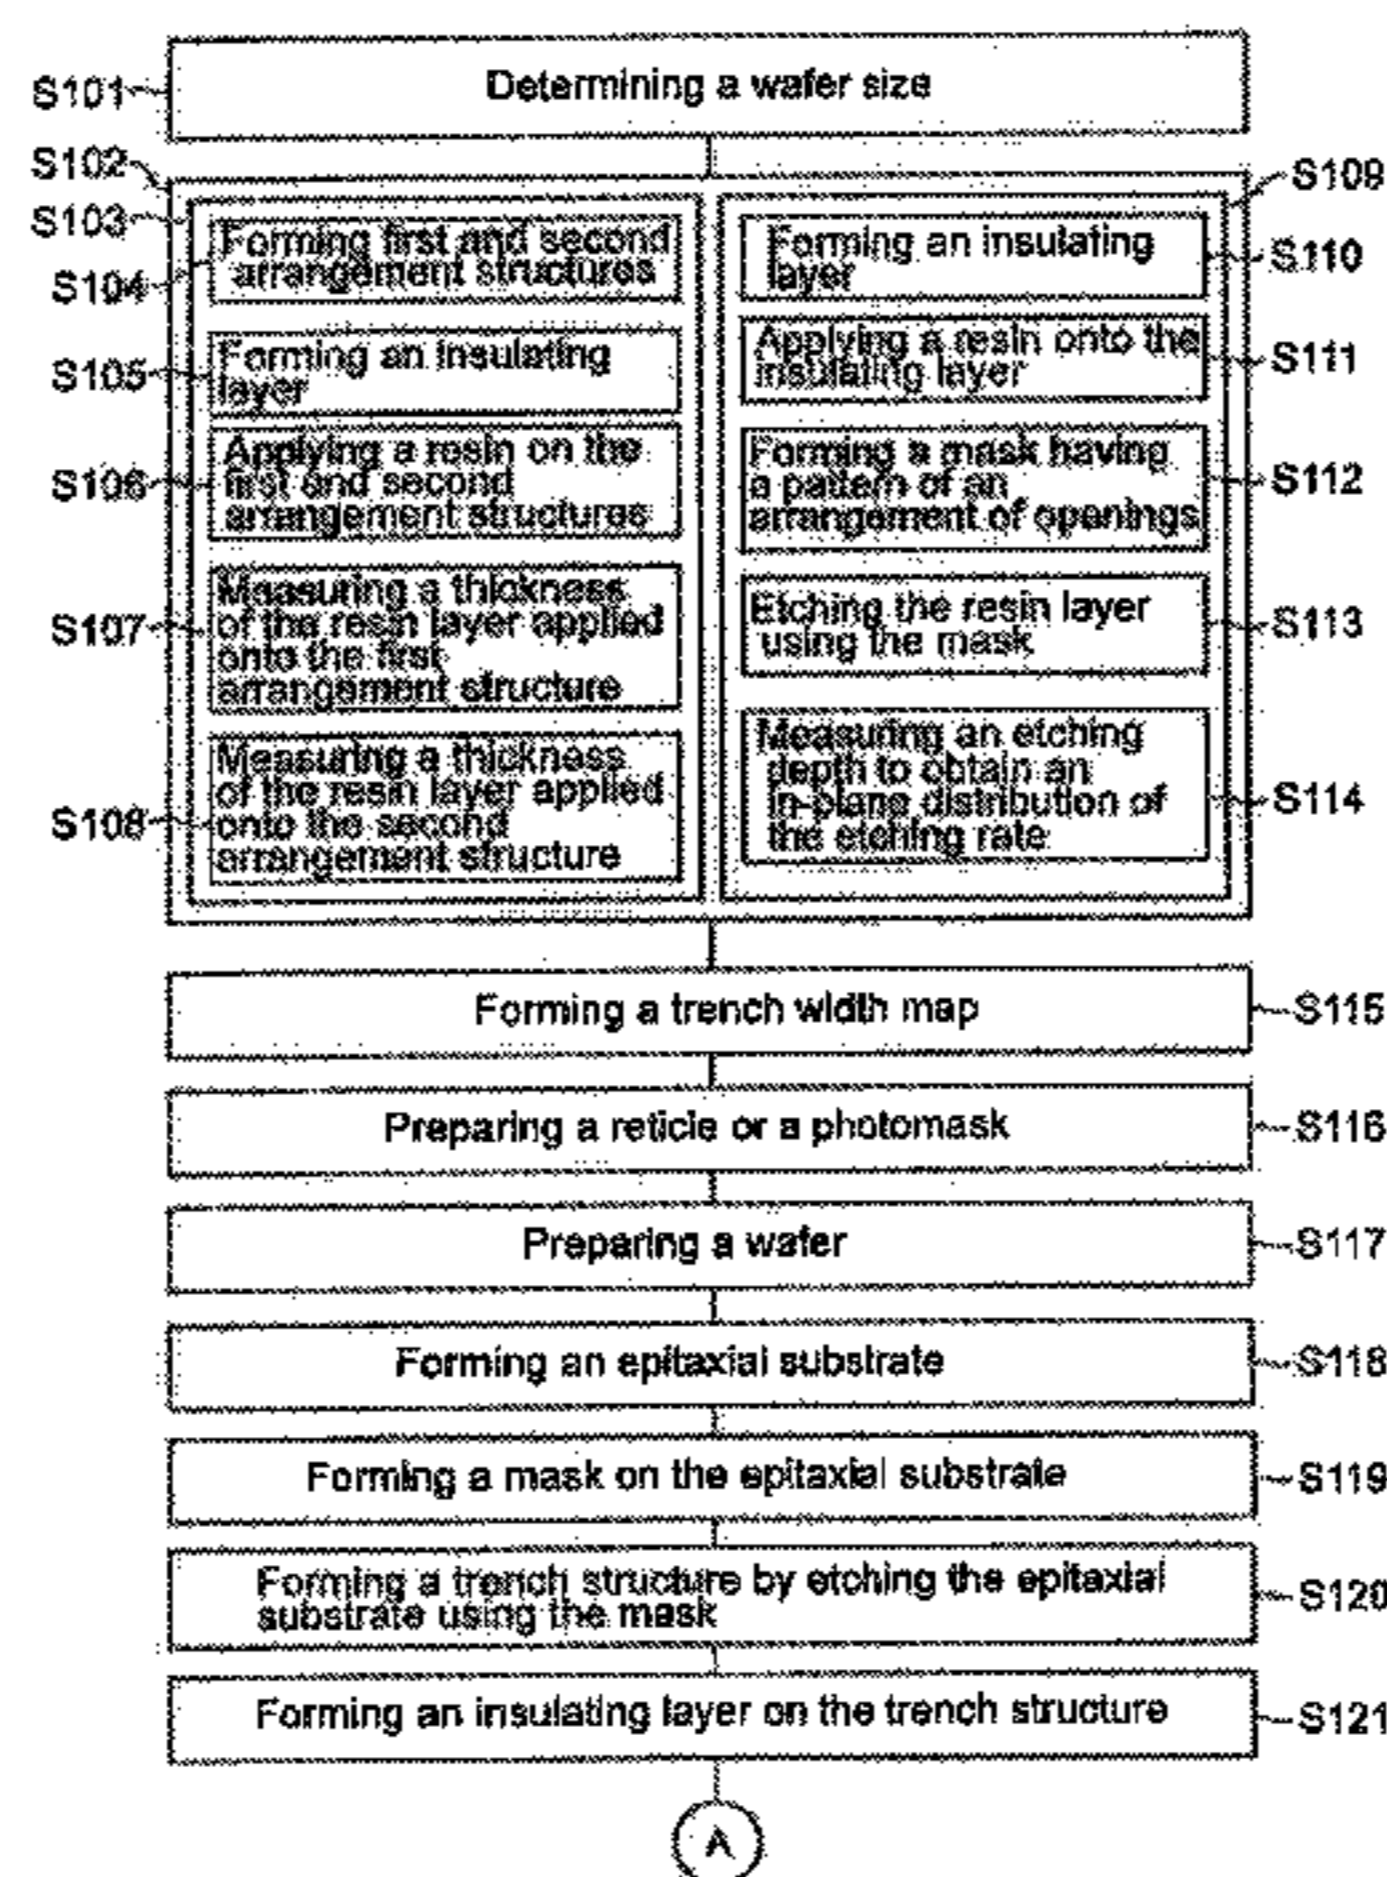 S101
Determining a wafer size
S102
S103
S104
Forming first and second
arrangement structures
S105
Forming an insulating
layer
S106
Applying a resin on the
first and second
arrangement structures
S107
Measuring a thickness
of the resin layer applied
onto the first
arrangement structure
S108
Measuring a thickness
of the resin layer applied
onto the second
arrangement structure
S109
Forming an insulating
layer
S110
Applying a resin onto the
insulating layer
S111
Forming a mask having
a pattern of an
arrangement of openings
S112
Etching the resin layer
using the mask
S113
Measuring an etching
depth to obtain an
in-plane distribution of
the etching rate
S114
Forming a trench width map
S115
Preparing a reticle or a photomask
S116
Preparing a wafer
S117
Forming an epitaxial substrate
S118
Forming a mask on the epitaxial substrate
S119
Forming a trench structure by etching the epitaxial
substrate using the mask
S120
Forming an insulating layer on the trench structure
S121
A